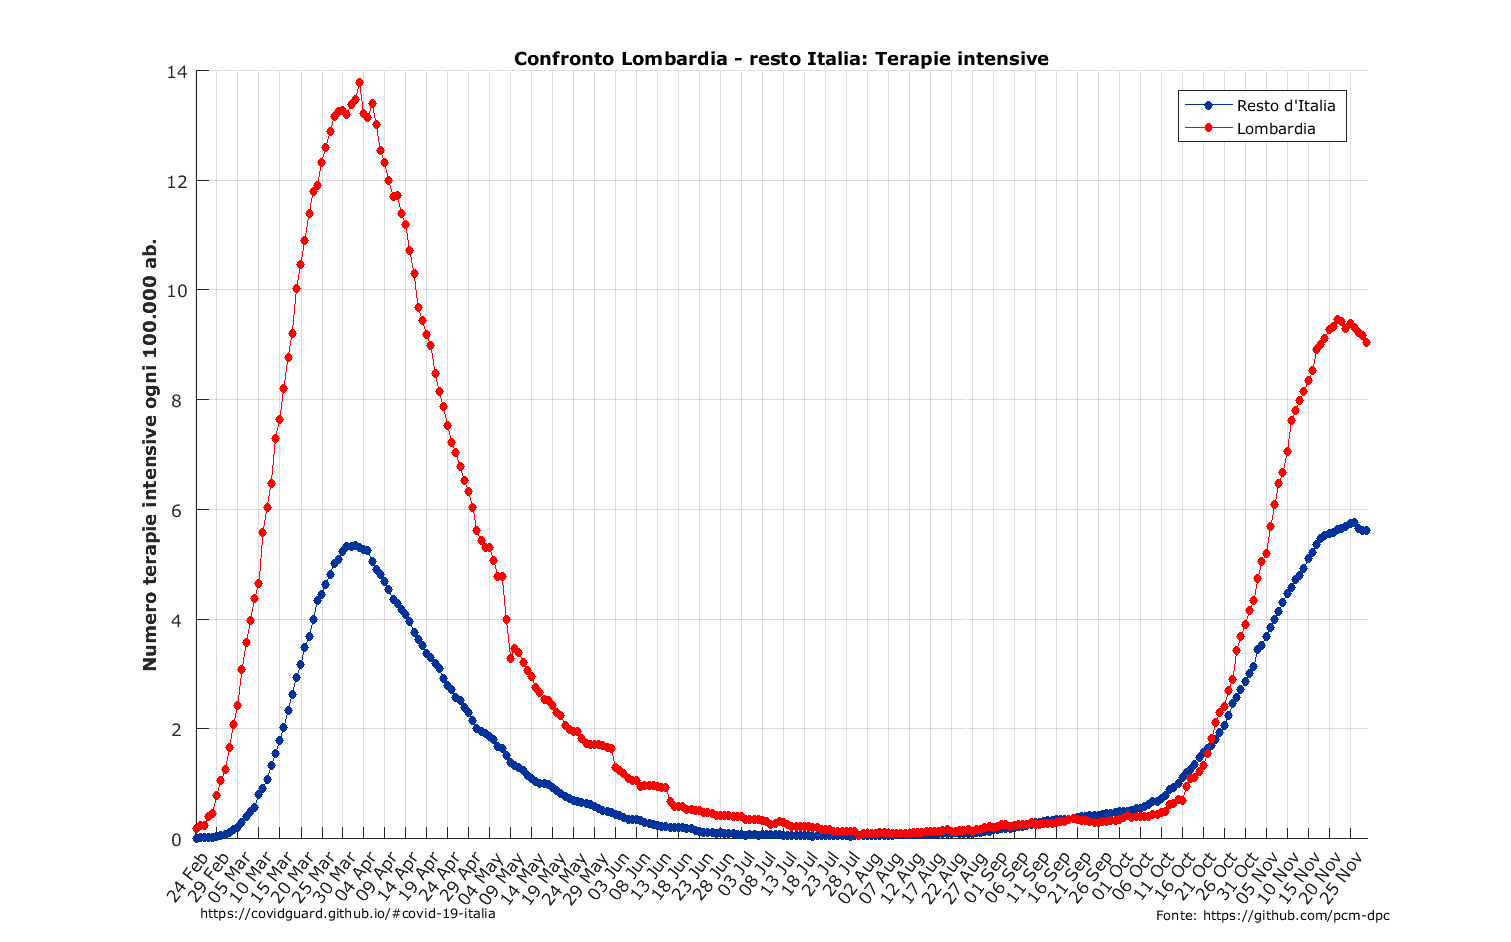 Confronto Lombardia - resto Italia: Terapie intensive
Resto d'Italia
Lombardia
Numero terapie intensive ogni 100.000 ab.
14
12
10
8
6
4
2
0
24 Feb
29 Feb
05 Mar
10 Mar
15 Mar
20 Mar
25 Mar
30 Mar
04 Apr
09 Apr
14 Apr
19 Apr
24 Apr
29 Apr
04 May
09 May
14 May
19 May
24 May
29 May
03 Jun
08 Jun
13 Jun
18 Jun
23 Jun
28 Jun
03 Jul
08 Jul
13 Jul
18 Jul
23 Jul
28 Jul
02 Aug
07 Aug
12 Aug
17 Aug
22 Aug
27 Aug
01 Sep
06 Sep
11 Sep
16 Sep
21 Sep
26 Sep
01 Oct
06 Oct
11 Oct
16 Oct
21 Oct
26 Oct
31 Oct
05 Nov
10 Nov
15 Nov
20 Nov
25 Nov
https://covidguard.github.io/#covid-19-italia
Fonte: https://github.com/pcm-dpc